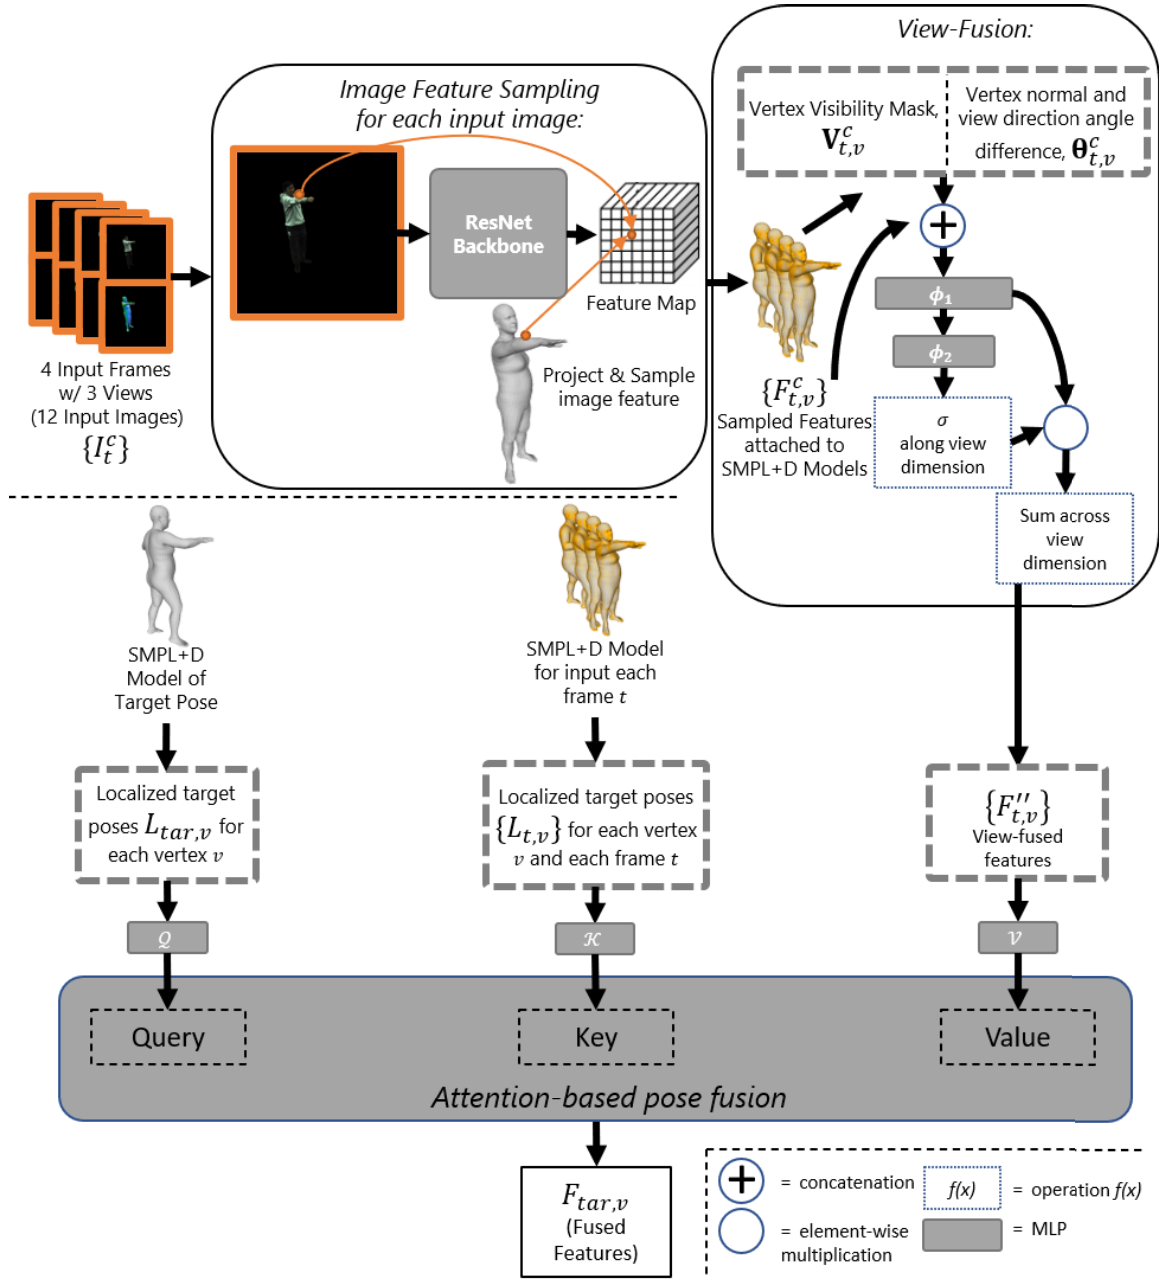 View-Fusion:
Image Feature Sampling
for each input image:
Vertex Visibility Mask,
V^c_{t,v}
Vertex normal and
view direction angle
difference, θ^c_{t,v}
ResNet
Backbone
Feature Map
Project & Sample
image feature
4 Input Frames
w/ 3 Views
(12 Input Images)
{I^c_t}
{F^c_{t,v}}
Sampled Features
attached to
SMPL+D Models
ϕ₁
ϕ₂
σ
along view
dimension
Sum across
view
dimension
SMPL+D
Model of
Target Pose
SMPL+D Model
for input each
frame t
Localized target
poses L_{tar,v} for
each vertex v
Localized target poses
{L_{t,v}} for each vertex
v and each frame t
{F''_{t,v}}
View-fused
features
Q
K
V
Query
Key
Value
Attention-based pose fusion
F_{tar,v}
(Fused
Features)
= concatenation
f(x)
= operation f(x)
= element-wise
multiplication
= MLP